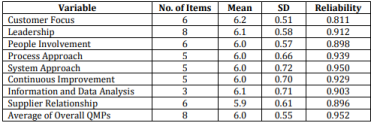 Variable No. of Items Mean SD Reliability
Customer Focus 6 6.2 0.51 0.811
Leadership 8 6.1 0.58 0.912
People Involvement 6 6.0 0.57 0.898
Process Approach 5 6.0 0.66 0.939
System Approach 5 6.0 0.72 0.950
Continuous Improvement 5 6.0 0.70 0.929
Information and Data Analysis 3 6.1 0.71 0.903
Supplier Relationship 6 5.9 0.61 0.896
Average of Overall QMPs 8 6.0 0.55 0.952